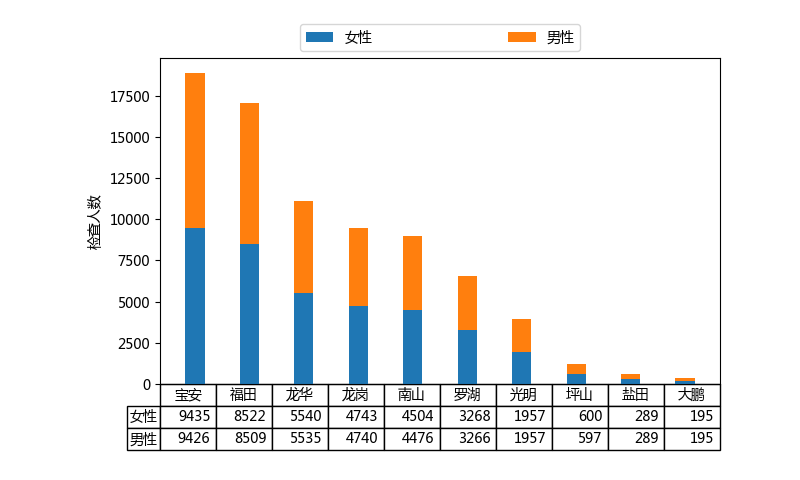 女性 男性
17500
15000
12500
10000
7500
5000
2500
0
检查人数
宝安 福田 龙华 龙岗 南山 罗湖 光明 坪山 盐田 大鹏
女性 9435 8522 5540 4743 4504 3268 1957 600 289 195
男性 9426 8509 5535 4740 4476 3266 1957 597 289 195